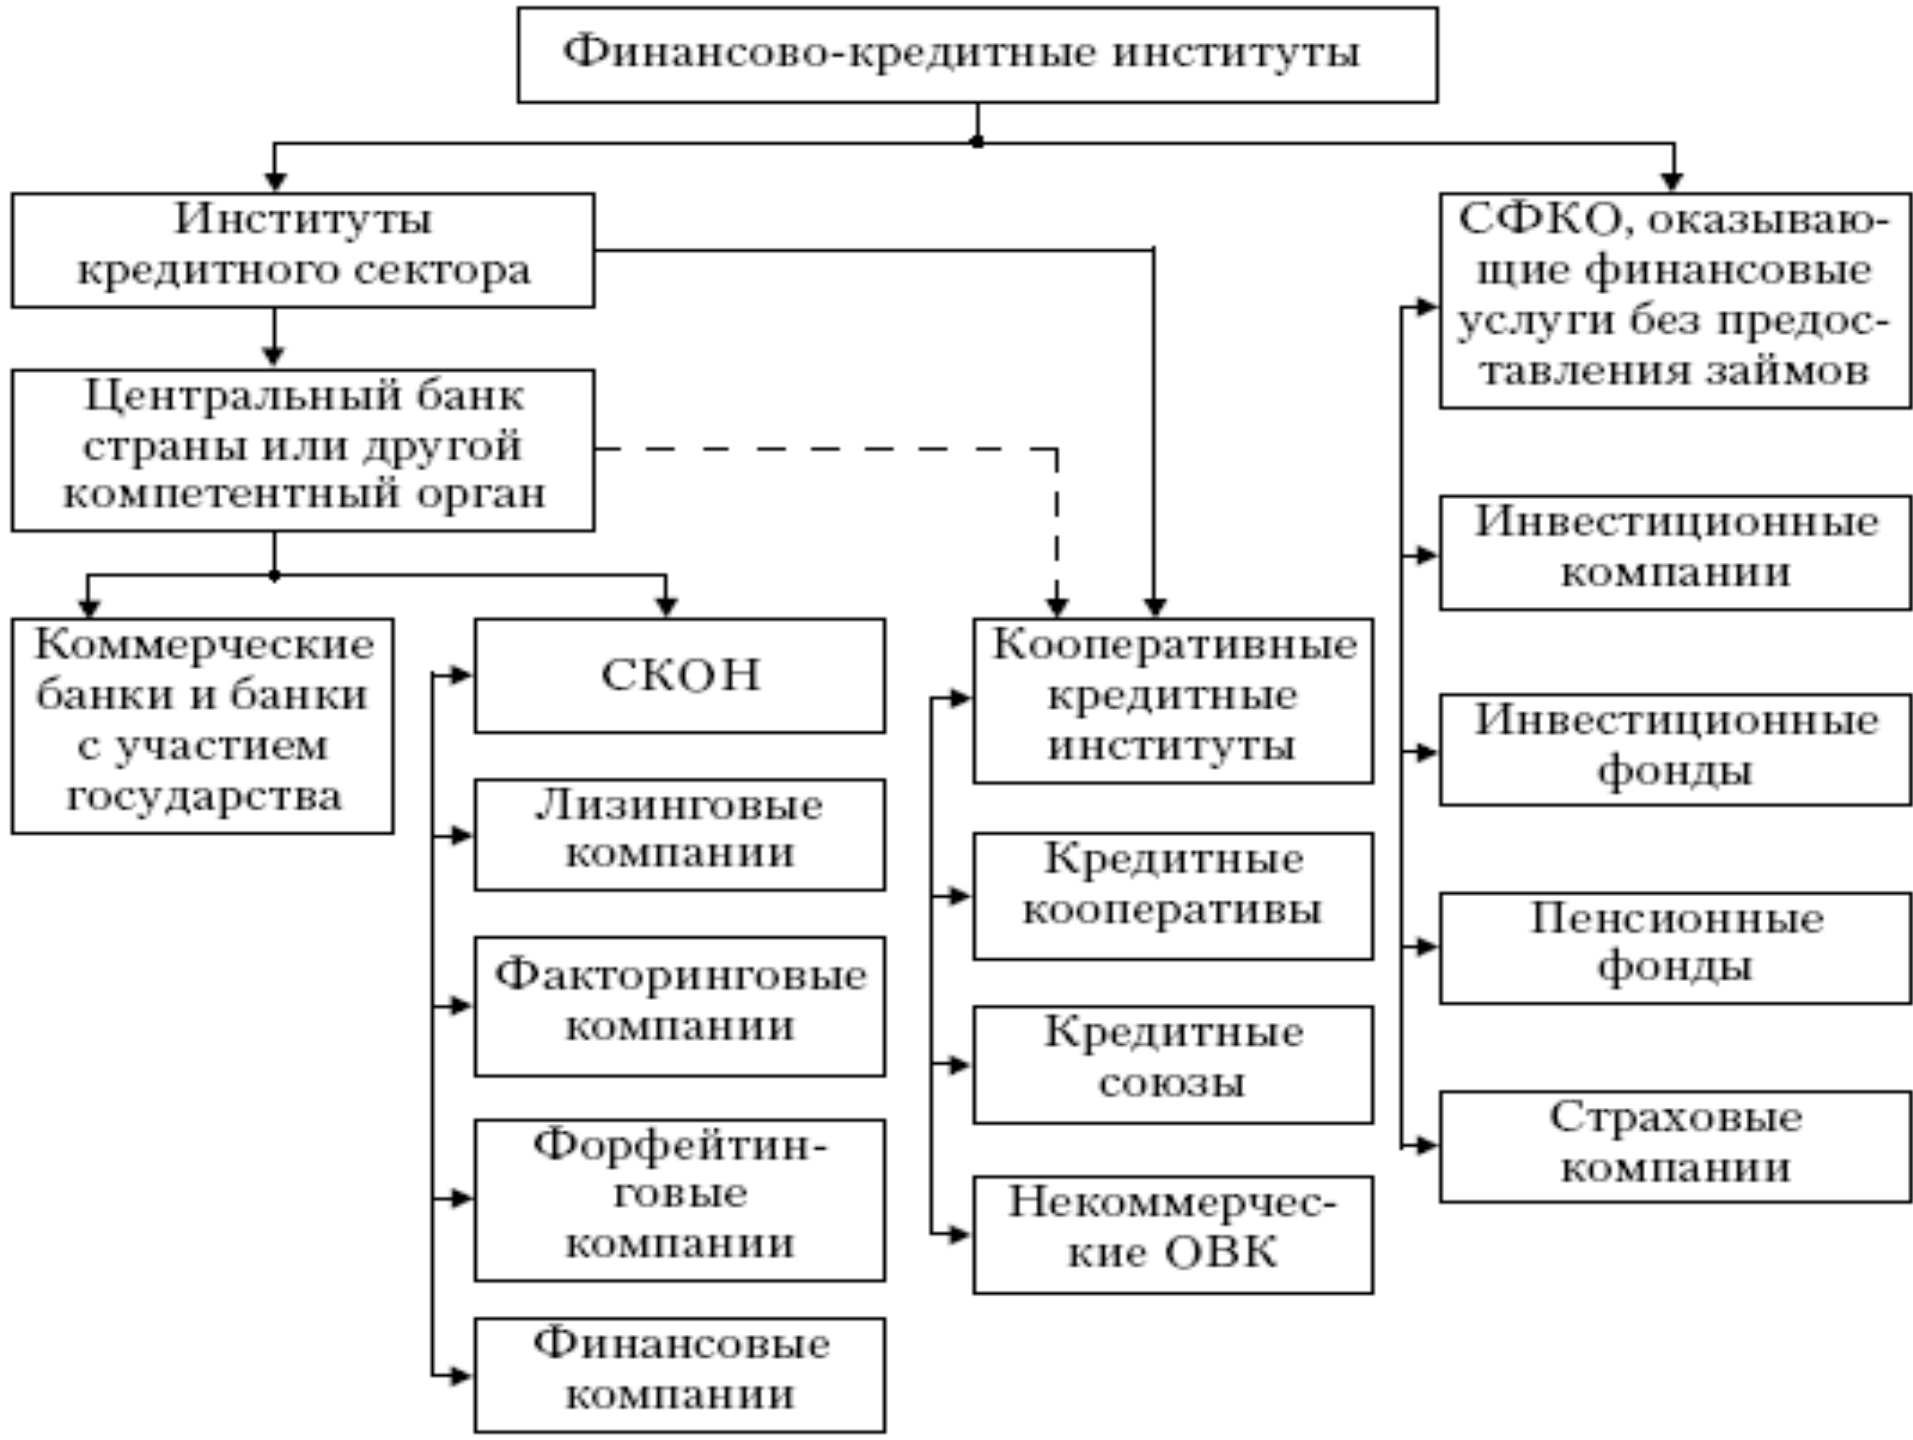 Финансово-кредитные институты
Институты
кредитного сектора
СФКО, оказываю-
щие финансовые
услуги без предос-
тавления займов
Центральный банк
страны или другой
компетентный орган
Коммерческие
банки и банки
с участием
государства
СКОН
Лизинговые
компании
Факторинговые
компании
Форфейтин-
говые
компании
Финансовые
компании
Кооперативные
кредитные
институты
Кредитные
кооперативы
Кредитные
союзы
Некоммерчес-
кие ОВК
Инвестиционные
компании
Инвестиционные
фонды
Пенсионные
фонды
Страховые
компании